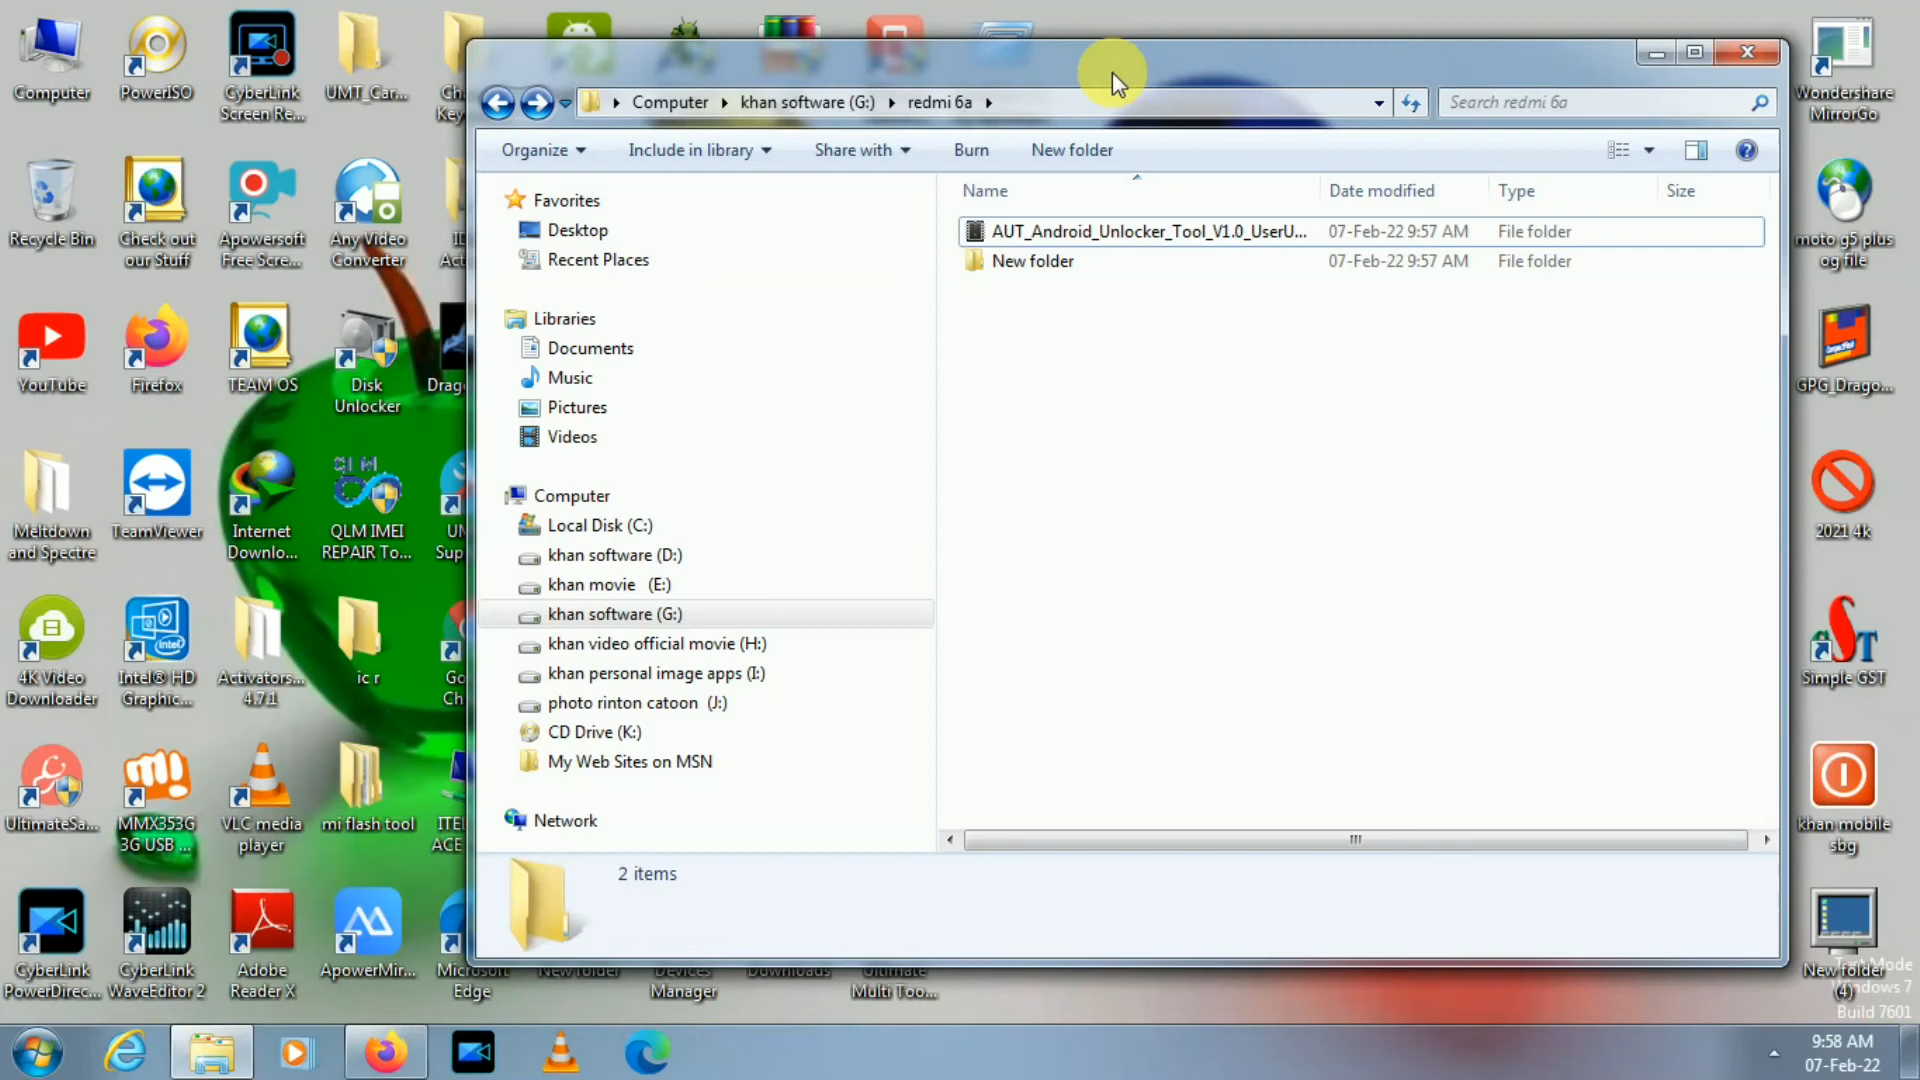 Computer
PowerISO
CyberLink
Screen Re...
UMT_Car...
Computer
khan software (G:)
redmi 6a
Search redmi 6a
Organize
Include in library
Share with
Burn
New folder
Name
Date modified
Type
Size
AUT_Android_Unlocker_Tool_V1.0_UserU...
07-Feb-22 9:57 AM
File folder
New folder
07-Feb-22 9:57 AM
File folder
Favorites
Desktop
Recent Places
Libraries
Documents
Music
Pictures
Videos
Computer
Local Disk (C:)
khan software (D:)
khan movie (E:)
khan software (G:)
khan video official movie (H:)
khan personal image apps (I:)
photo rinton catoon (J:)
CD Drive (K:)
My Web Sites on MSN
Network
2 items
Recycle Bin
Check out
our Stuff
Apowersoft
Free Scre...
Any Video
Converter
YouTube
Firefox
TEAM OS
Disk
Unlocker
Meltdown
and Spectre
TeamViewer
Internet
Downlo...
QLM IMEI
REPAIR To...
4K Video
Downloader
Intel® HD
Graphic...
Activators...
4.7.1
ic r
UltimateSa...
MMX353G
3G USB ...
VLC media
player
mi flash tool
CyberLink
PowerDirec...
CyberLink
WaveEditor 2
Adobe
Reader X
ApowerMir...
Microsoft
Edge
New folder
Devices
Manager
Downloads
Ultimate
Multi Too...
Wondershare
MirrorGo
moto g5 plus
og file
GPG_Drago...
2021 4k
Simple GST
khan mobile
sbg
New folder
(4)
Test Mode
Windows 7
Build 7601
9:58 AM
07-Feb-22